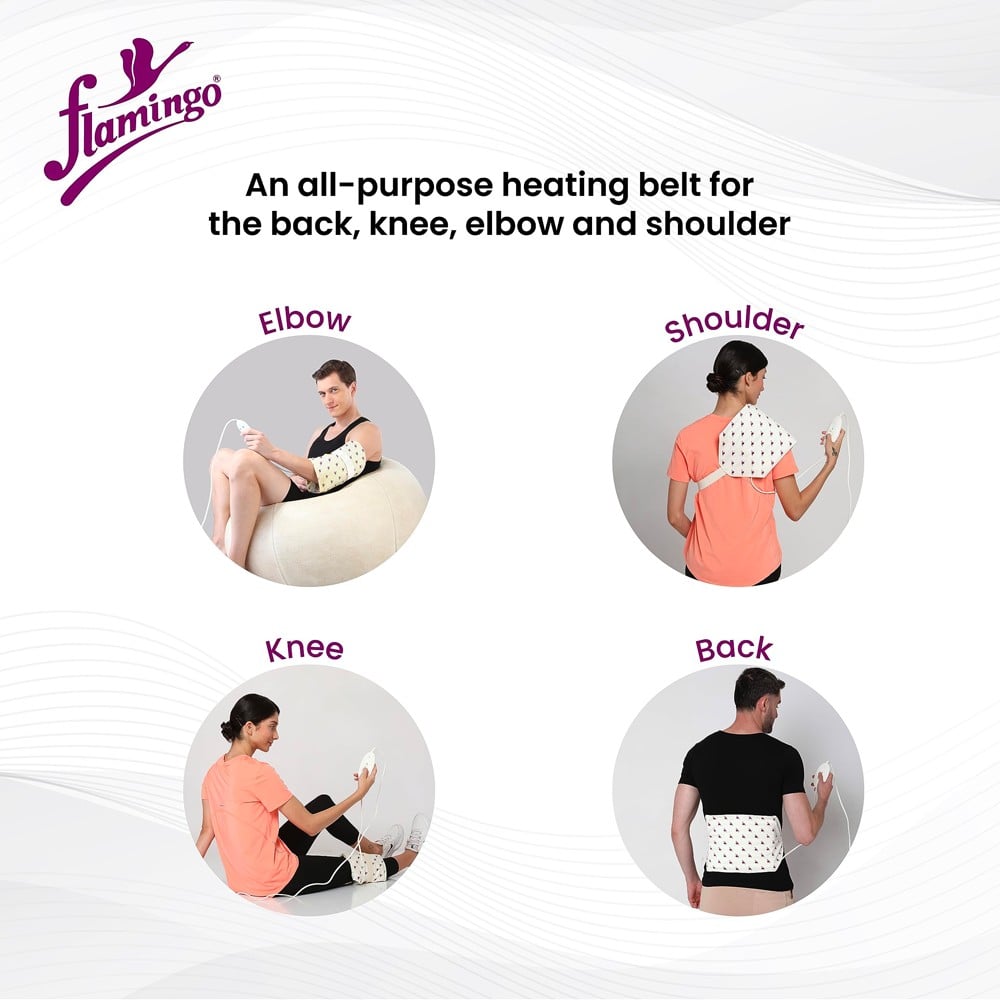 flamingo®
An all-purpose heating belt for
the back, knee, elbow and shoulder
Elbow
Shoulder
Knee
Back